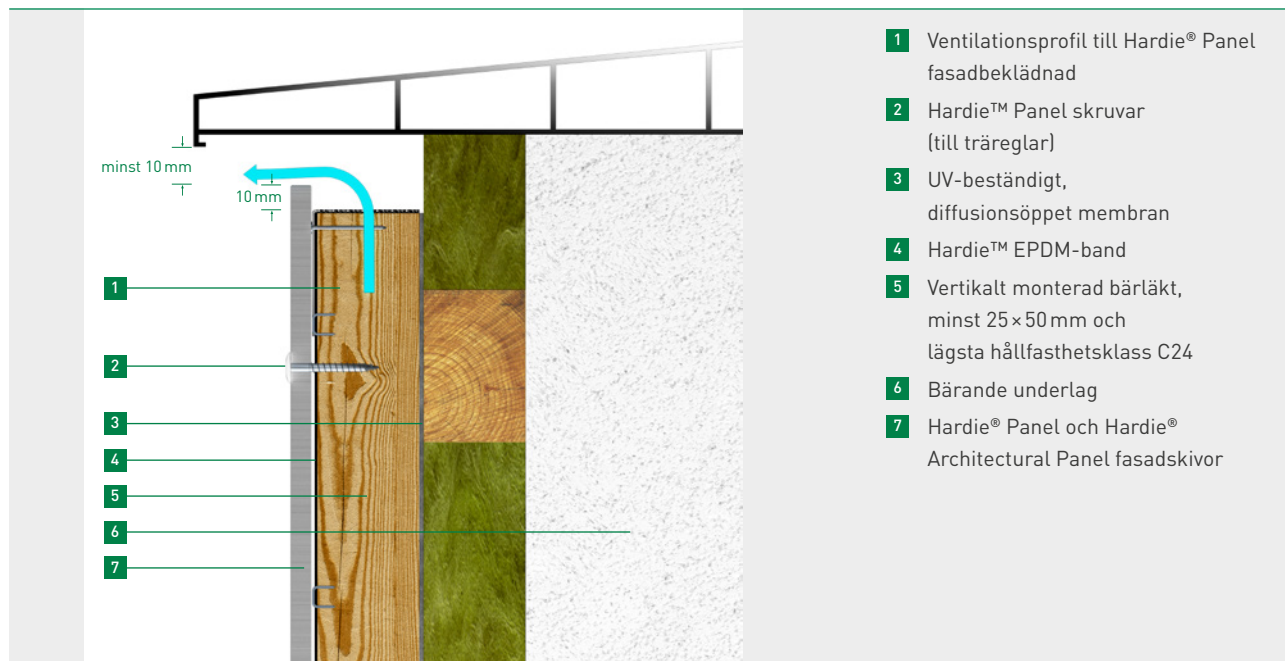 minst 10 mm
10 mm
1
2
3
4
5
6
7
1 Ventilationsprofil till Hardie® Panel
fasadbeklädnad
2 Hardie™ Panel skruvar
(till träreglar)
3 UV-beständigt,
diffusionsöppet membran
4 Hardie™ EPDM-band
5 Vertikalt monterad bärläkt,
minst 25 × 50 mm och
lägsta hållfasthetsklass C24
6 Bärande underlag
7 Hardie® Panel och Hardie®
Architectural Panel fasadskivor